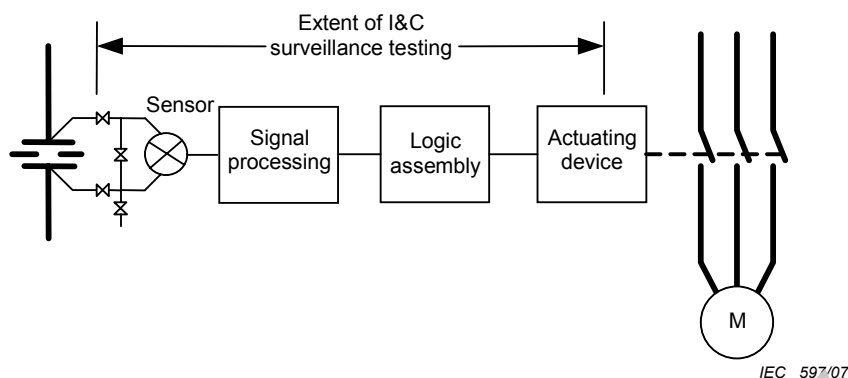 Extent of I&C
surveillance testing
Sensor
Signal
processing
Logic
assembly
Actuating
device
M
IEC 597/07